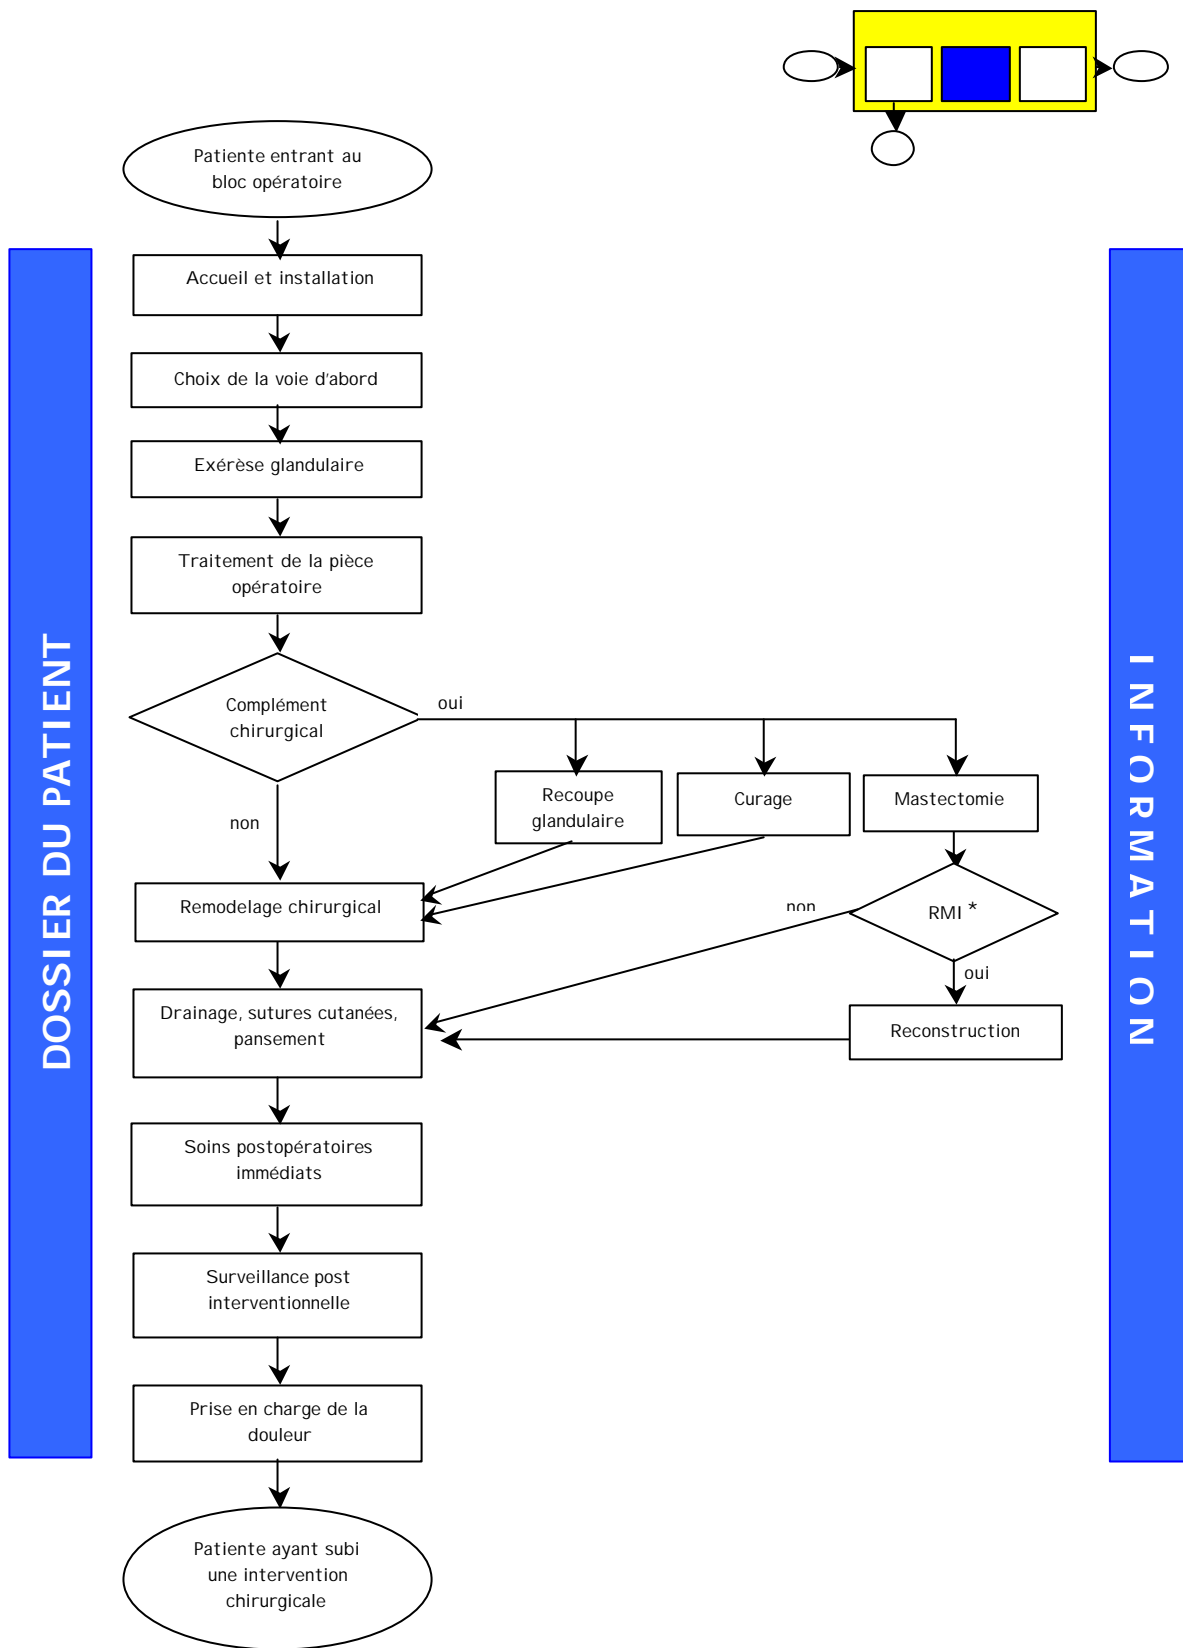 Patiente entrant au
bloc opératoire
Accueil et installation
Choix de la voie d'abord
Exérèse glandulaire
Traitement de la pièce
opératoire
Complément
chirurgical
oui
non
Recoupe
glandulaire
Curage
Mastectomie
Remodelage chirurgical
non
RMI *
oui
Drainage, sutures cutanées,
pansement
Reconstruction
Soins postopératoires
immédiats
Surveillance post
interventionnelle
Prise en charge de la
douleur
Patiente ayant subi
une intervention
chirurgicale
DOSSIER DU PATIENT
INFORMATION